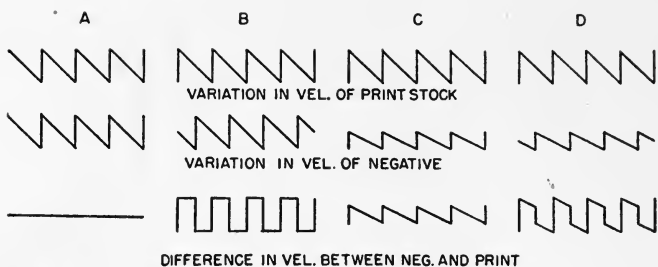 A B C D
VARIATION IN VEL. OF PRINT STOCK
VARIATION IN VEL. OF NEGATIVE
DIFFERENCE IN VEL. BETWEEN NEG. AND PRINT